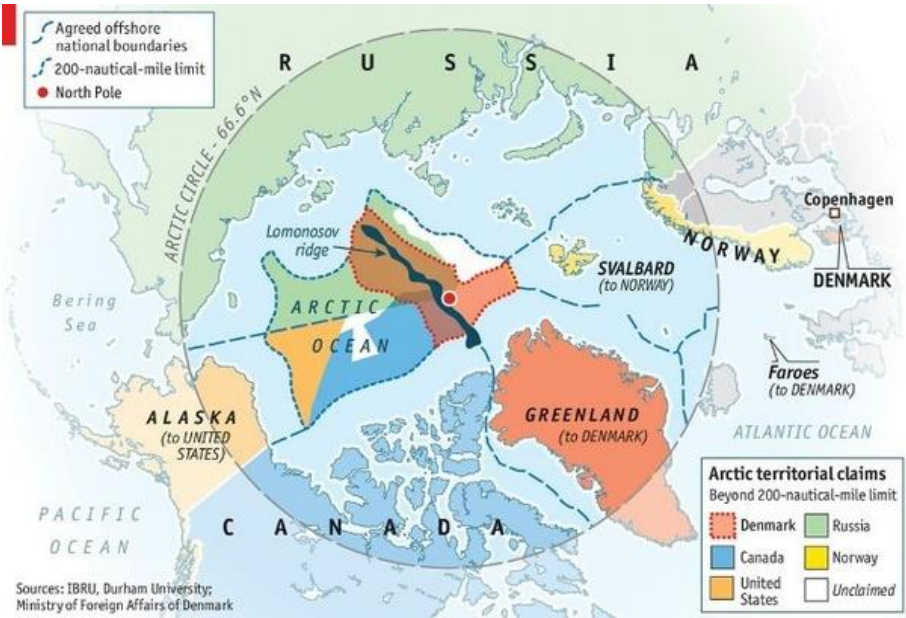 Agreed offshore
national boundaries
200-nautical-mile limit
North Pole
R U S S I A
ARCTIC CIRCLE - 66.6°N
Lomonosov
ridge
Copenhagen
NORWAY
DENMARK
SVALBARD
(to NORWAY)
Bering
Sea
ARCTIC
OCEAN
Faroes
(to DENMARK)
ALASKA
(to UNITED
STATES)
GREENLAND
(to DENMARK)
ATLANTIC OCEAN
PACIFIC
OCEAN
C A N A D A
Arctic territorial claims
Beyond 200-nautical-mile limit
Denmark
Russia
Canada
Norway
United
States
Unclaimed
Sources: IBRU, Durham University;
Ministry of Foreign Affairs of Denmark